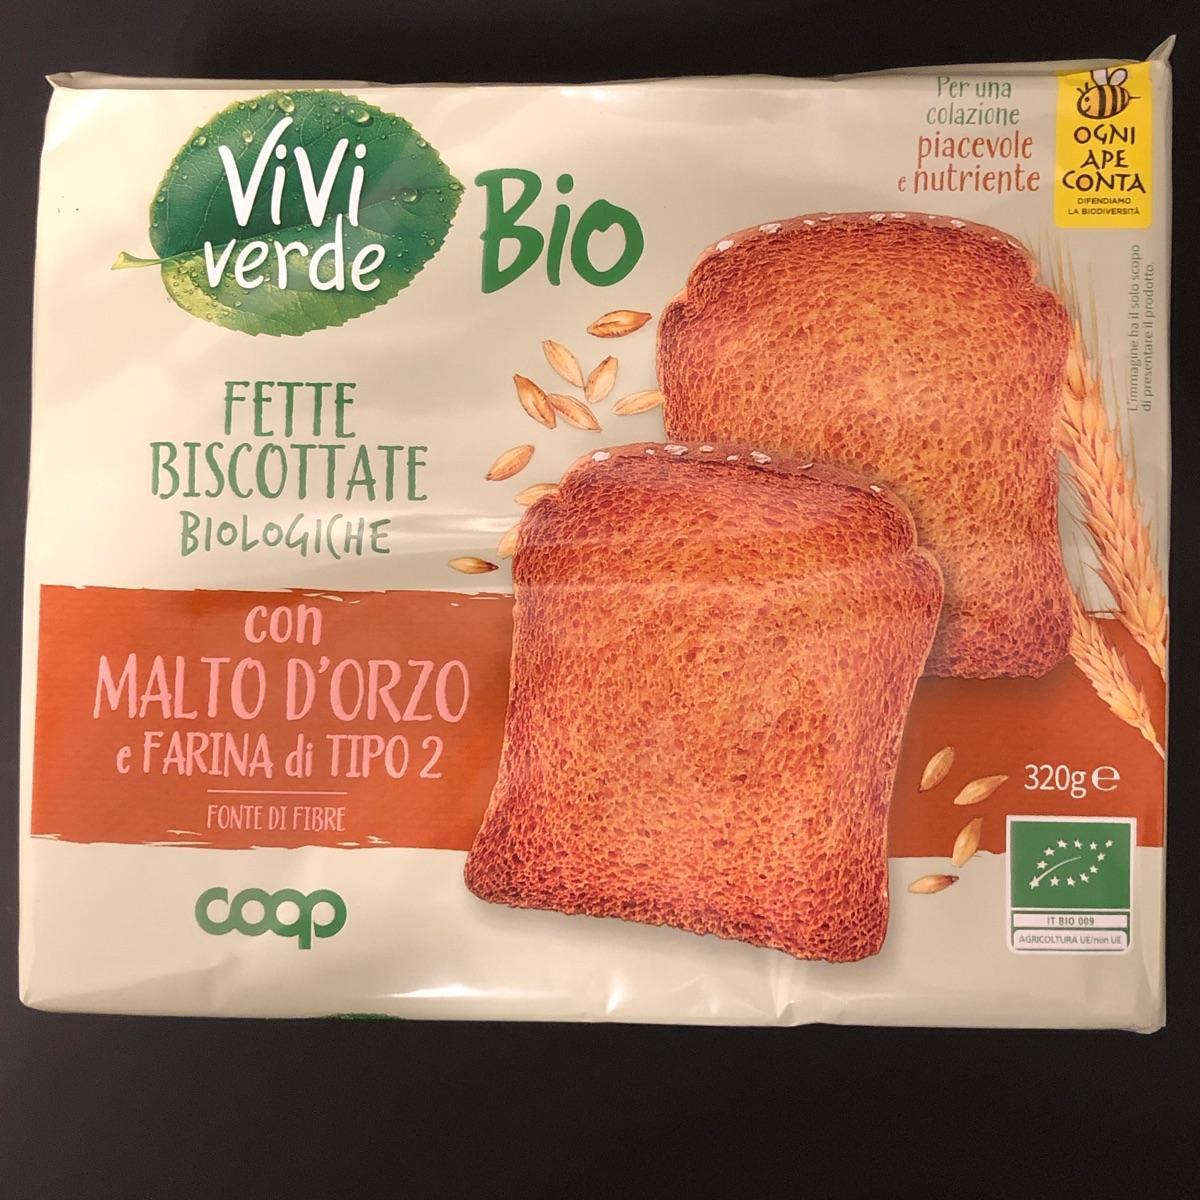 ViVi
verde
Bio
Per una
colazione
piacevole
e nutriente
OGNI
APE
CONTA
DIFENDIAMO
LA BIODIVERSITÀ
L'immagine ha il solo scopo
di presentare il prodotto.
FETTE
BISCOTTATE
BIOLOGICHE
con
MALTO D'ORZO
e FARINA di TIPO 2
FONTE DI FIBRE
coop
320g e
IT BIO 009
AGRICOLTURA UE/non UE